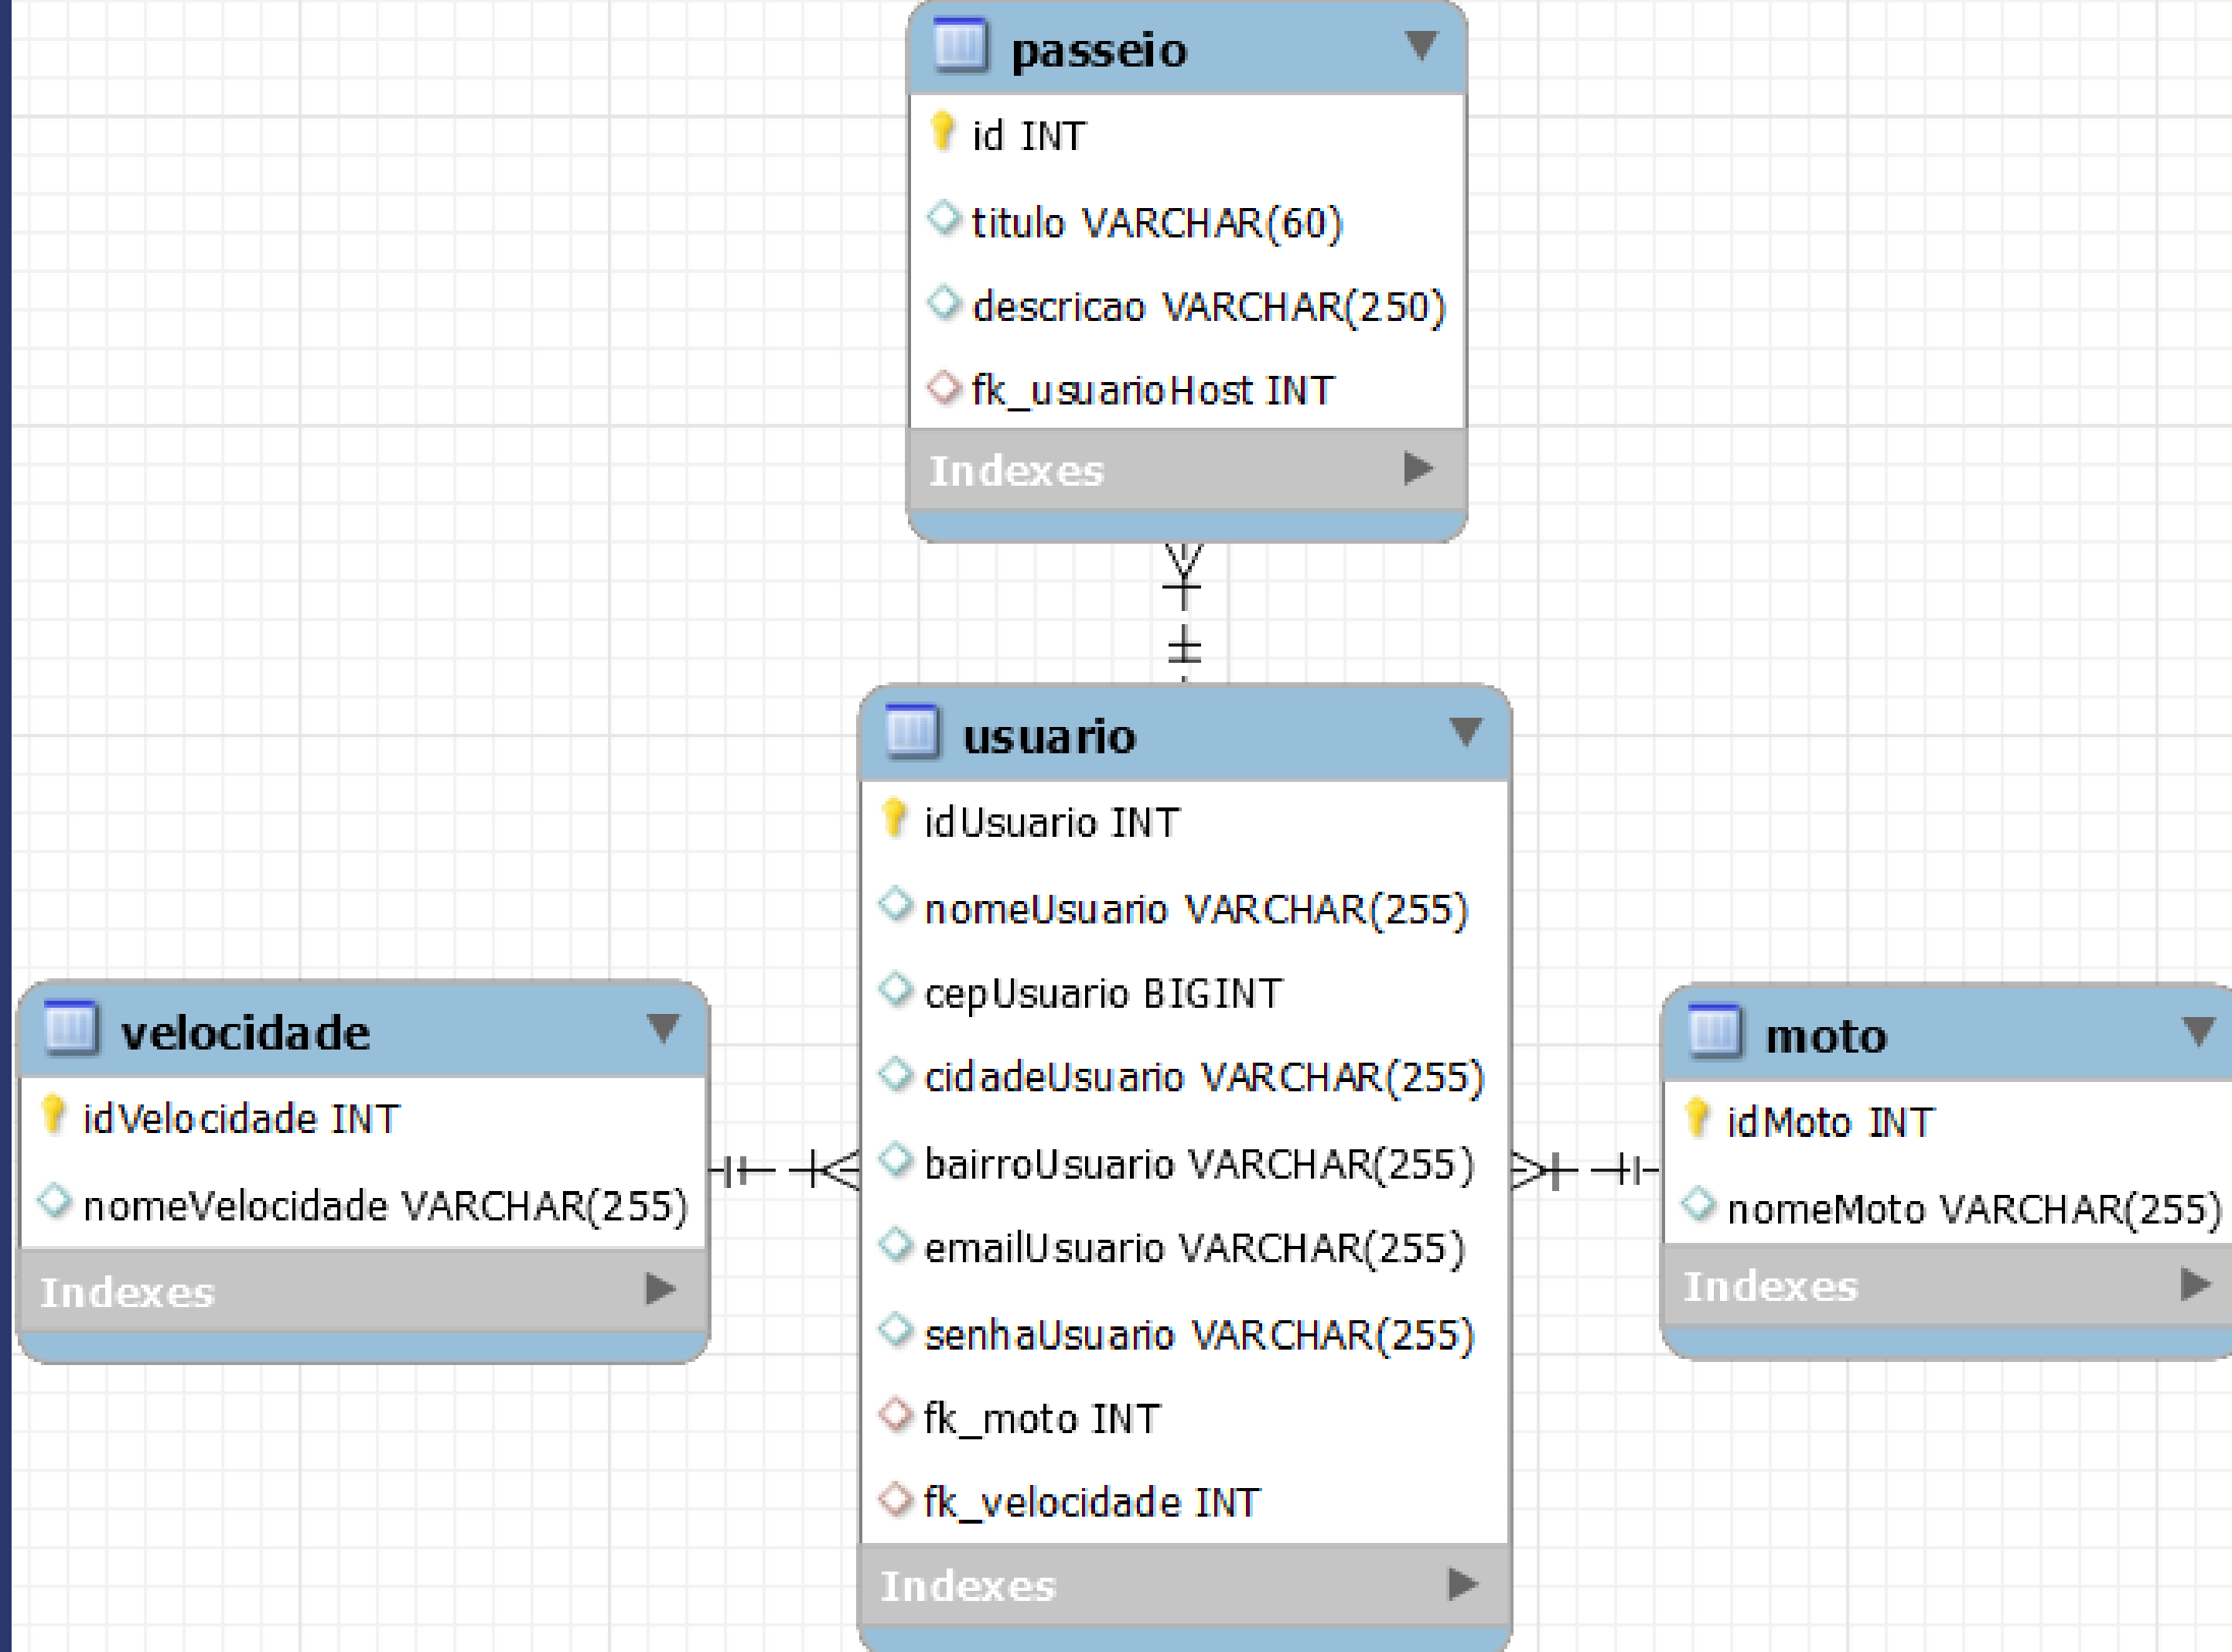 passeio
id INT
titulo VARCHAR(60)
descricao VARCHAR(250)
fk_usuarioHost INT
Indexes
usuario
idUsuario INT
nomeUsuario VARCHAR(255)
cepUsuario BIGINT
cidadeUsuario VARCHAR(255)
bairroUsuario VARCHAR(255)
emailUsuario VARCHAR(255)
senhaUsuario VARCHAR(255)
fk_moto INT
fk_velocidade INT
Indexes
velocidade
idVelocidade INT
nomeVelocidade VARCHAR(255)
Indexes
moto
idMoto INT
nomeMoto VARCHAR(255)
Indexes